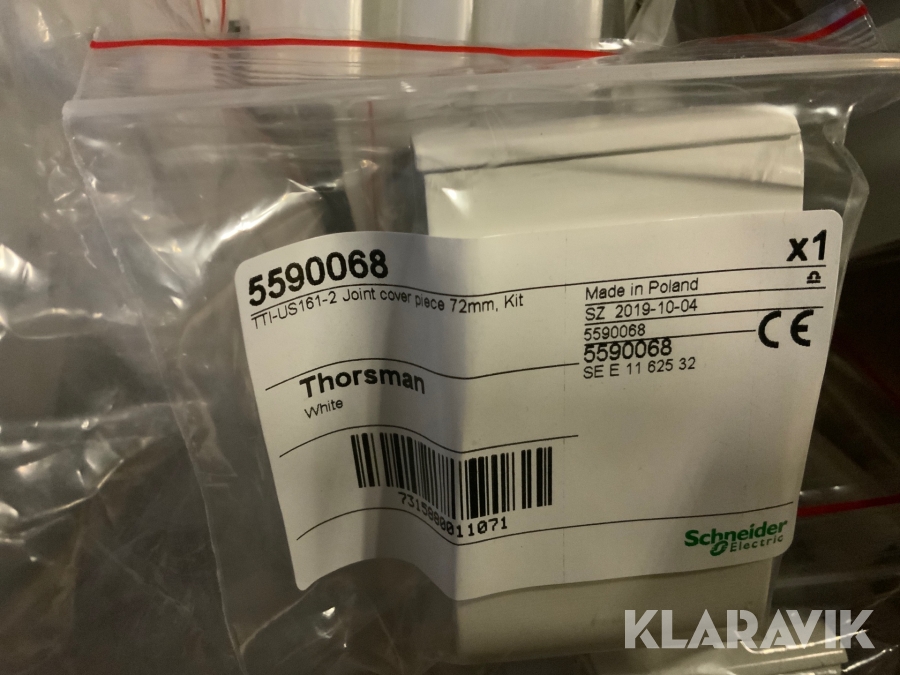 5590068
x1
TTI-US161-2 Joint cover piece 72mm, Kit
Made in Poland
SZ 2019-10-04
5590068
5590068
SE E 11 625 32
CE
Thorsman
White
7315880011071
Schneider
Electric
KLARAVIK